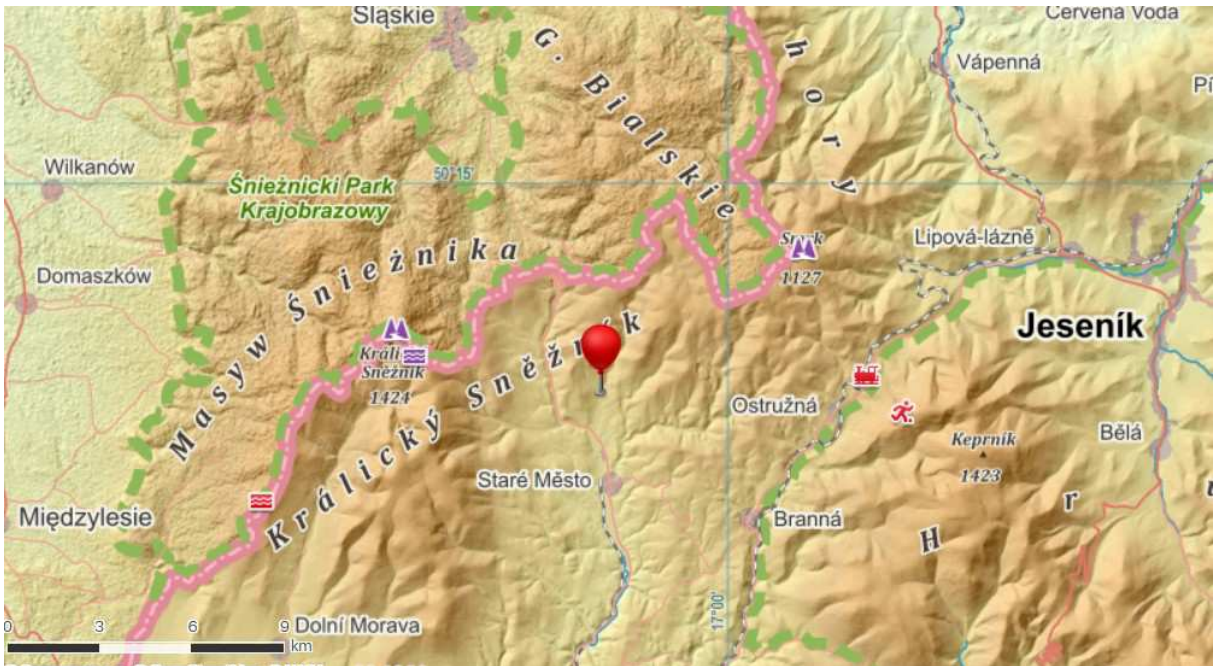 Śląskie
Červená Voda
G. Bialskie
hory
Vápenná
Wilkanów
50°15'
Śnieżnicki Park
Krajobrazowy
Lipová-lázně
1127
Domaszków
Masyw Śnieżnika
Jeseník
Sněžník
1424
Králický
Ostružná
Bělá
Keprník
1423
Staré Město
Międzylesie
Branná
H r
17°00'
Dolní Morava
0 3 6 9
km